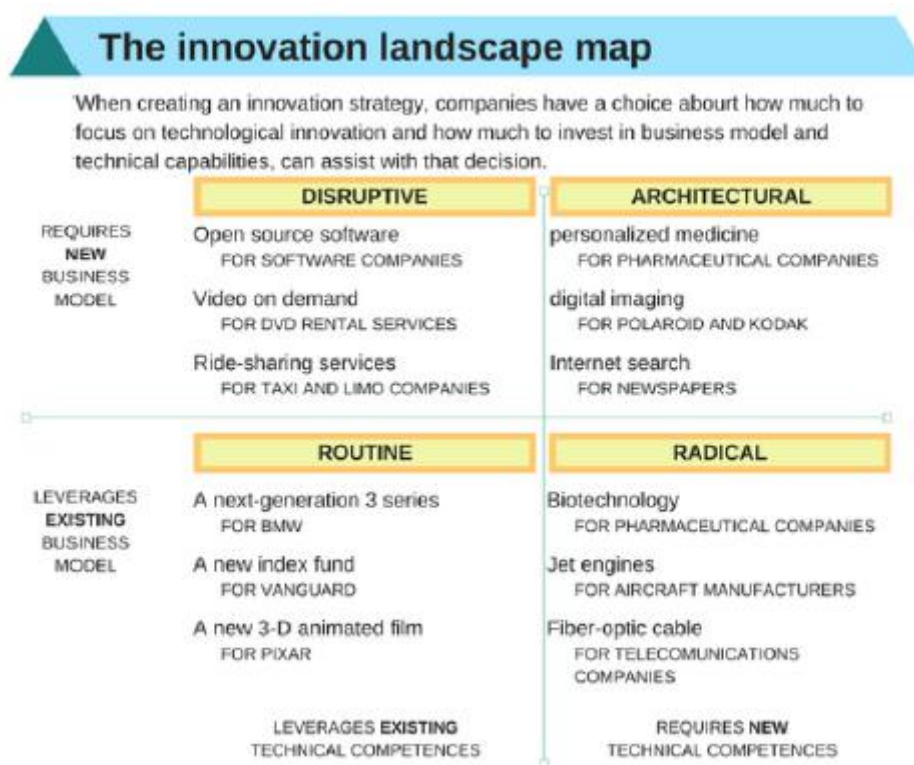 The innovation landscape map
When creating an innovation strategy, companies have a choice abourt how much to
focus on technological innovation and how much to invest in business model and
technical capabilities, can assist with that decision.
DISRUPTIVE
ARCHITECTURAL
REQUIRES
NEW
BUSINESS
MODEL
Open source software
FOR SOFTWARE COMPANIES
Video on demand
FOR DVD RENTAL SERVICES
Ride-sharing services
FOR TAXI AND LIMO COMPANIES
personalized medicine
FOR PHARMACEUTICAL COMPANIES
digital imaging
FOR POLAROID AND KODAK
Internet search
FOR NEWSPAPERS
ROUTINE
RADICAL
LEVERAGES
EXISTING
BUSINESS
MODEL
A next-generation 3 series
FOR BMW
A new index fund
FOR VANGUARD
A new 3-D animated film
FOR PIXAR
Biotechnology
FOR PHARMACEUTICAL COMPANIES
Jet engines
FOR AIRCRAFT MANUFACTURERS
Fiber-optic cable
FOR TELECOMUNICATIONS
COMPANIES
LEVERAGES EXISTING
TECHNICAL COMPETENCES
REQUIRES NEW
TECHNICAL COMPETENCES